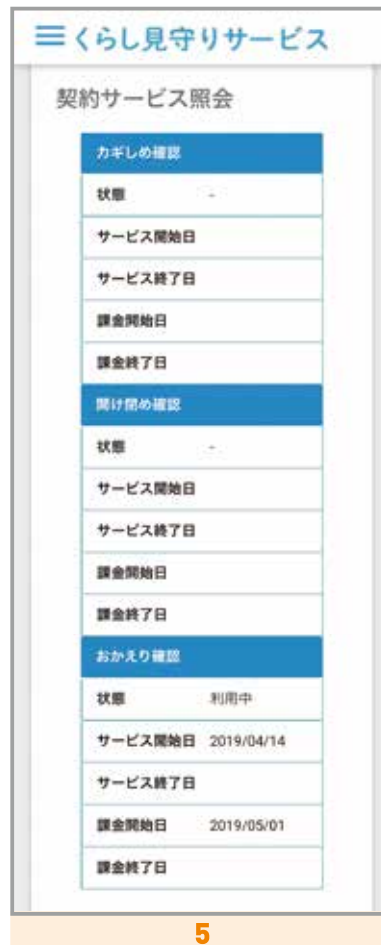 くらし見守りサービス
契約サービス照会
カギしめ確認
状態 -
サービス開始日
サービス終了日
課金開始日
課金終了日
開け閉め確認
状態 -
サービス開始日
サービス終了日
課金開始日
課金終了日
おかえり確認
状態 利用中
サービス開始日 2019/04/14
サービス終了日
課金開始日 2019/05/01
課金終了日
5